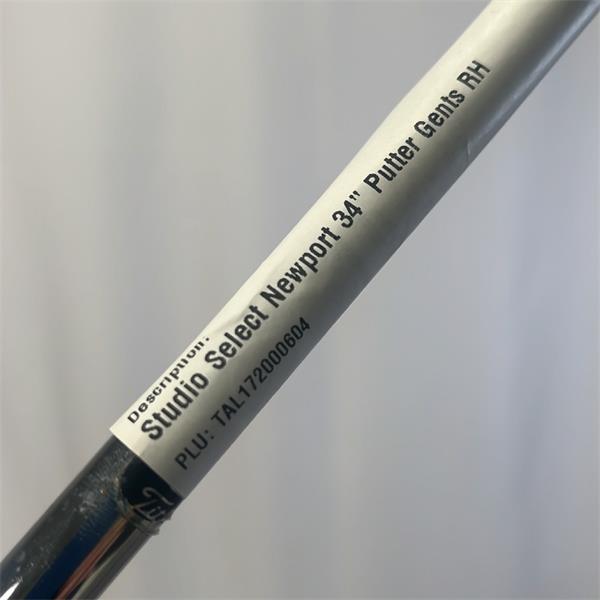 Description:
Studio Select Newport 34" Putter Gents RH
PLU: TAL172000604